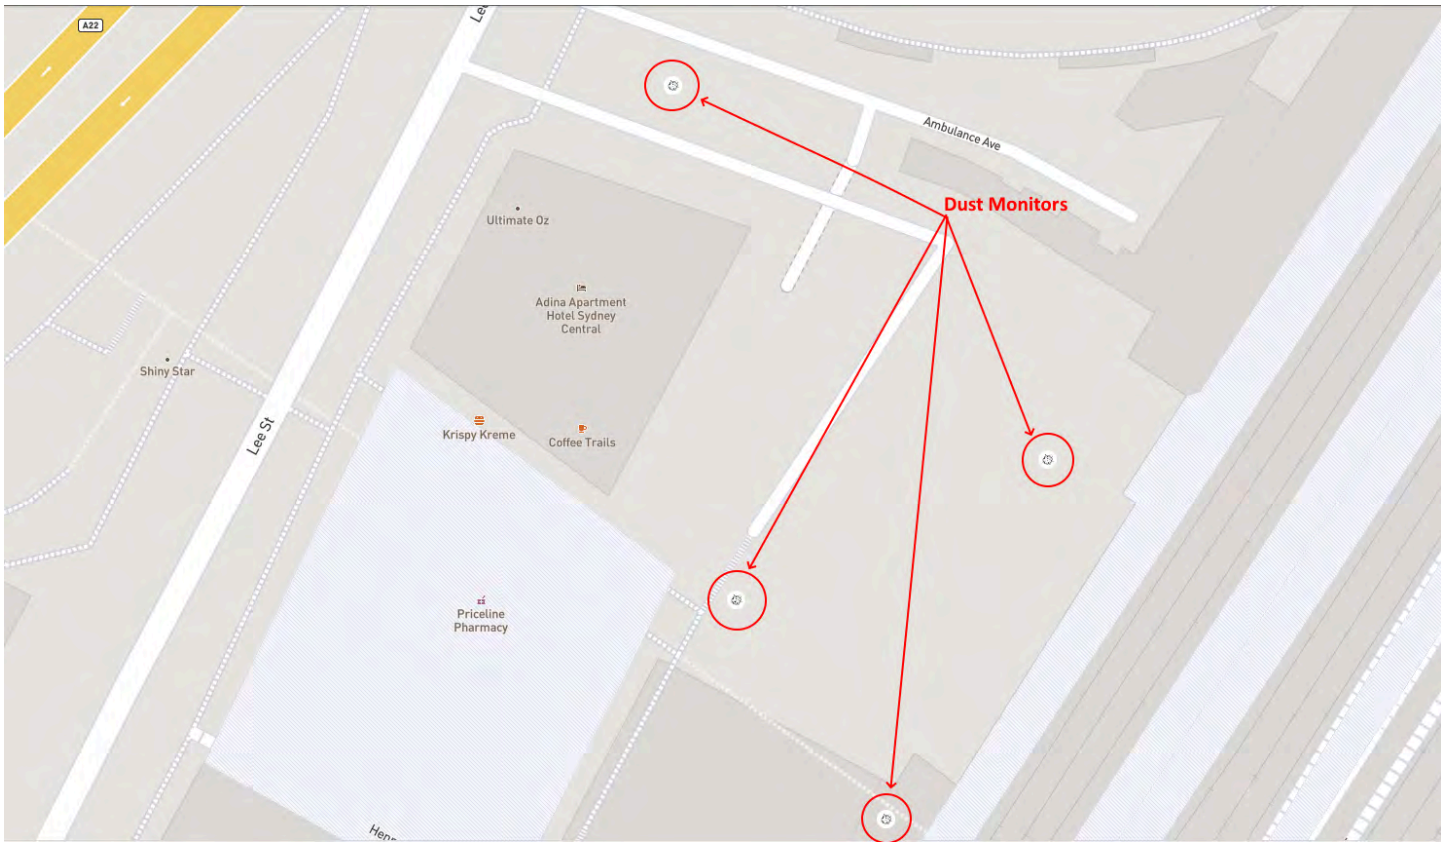 A22
Lee
Ambulance Ave
Dust Monitors
Ultimate Oz
Adina Apartment
Hotel Sydney
Central
Shiny Star
Lee St
Krispy Kreme
Coffee Trails
Priceline
Pharmacy